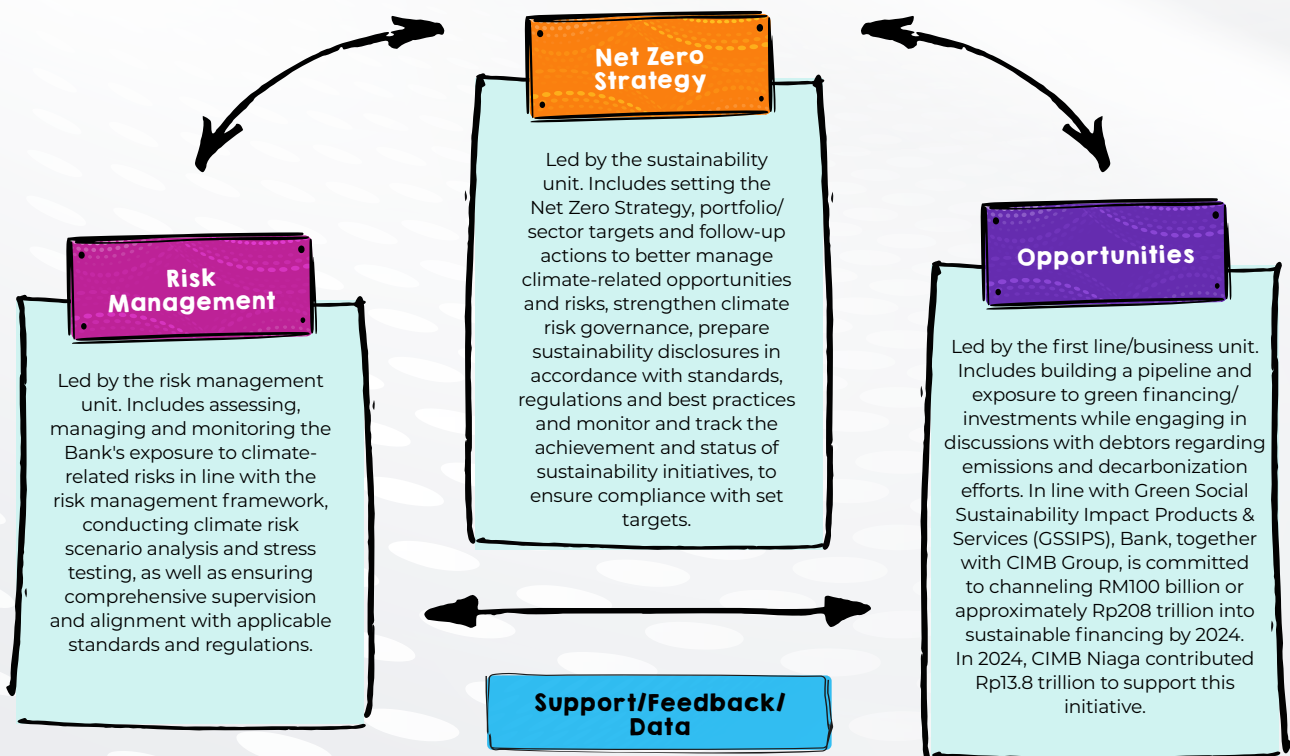 Net Zero
Strategy
Led by the sustainability
unit. Includes setting the
Net Zero Strategy, portfolio/
sector targets and follow-up
actions to better manage
climate-related opportunities
and risks, strengthen climate
risk governance, prepare
sustainability disclosures in
accordance with standards,
regulations and best practices
and monitor and track the
achievement and status of
sustainability initiatives, to
ensure compliance with set
targets.
Risk
Management
Led by the risk management
unit. Includes assessing,
managing and monitoring the
Bank's exposure to climate-
related risks in line with the
risk management framework,
conducting climate risk
scenario analysis and stress
testing, as well as ensuring
comprehensive supervision
and alignment with applicable
standards and regulations.
Opportunities
Led by the first line/business unit.
Includes building a pipeline and
exposure to green financing/
investments while engaging in
discussions with debtors regarding
emissions and decarbonization
efforts. In line with Green Social
Sustainability Impact Products &
Services (GSSIPS), Bank, together
with CIMB Group, is committed
to channeling RM100 billion or
approximately Rp208 trillion into
sustainable financing by 2024.
In 2024, CIMB Niaga contributed
Rp13.8 trillion to support this
initiative.
Support/Feedback/
Data